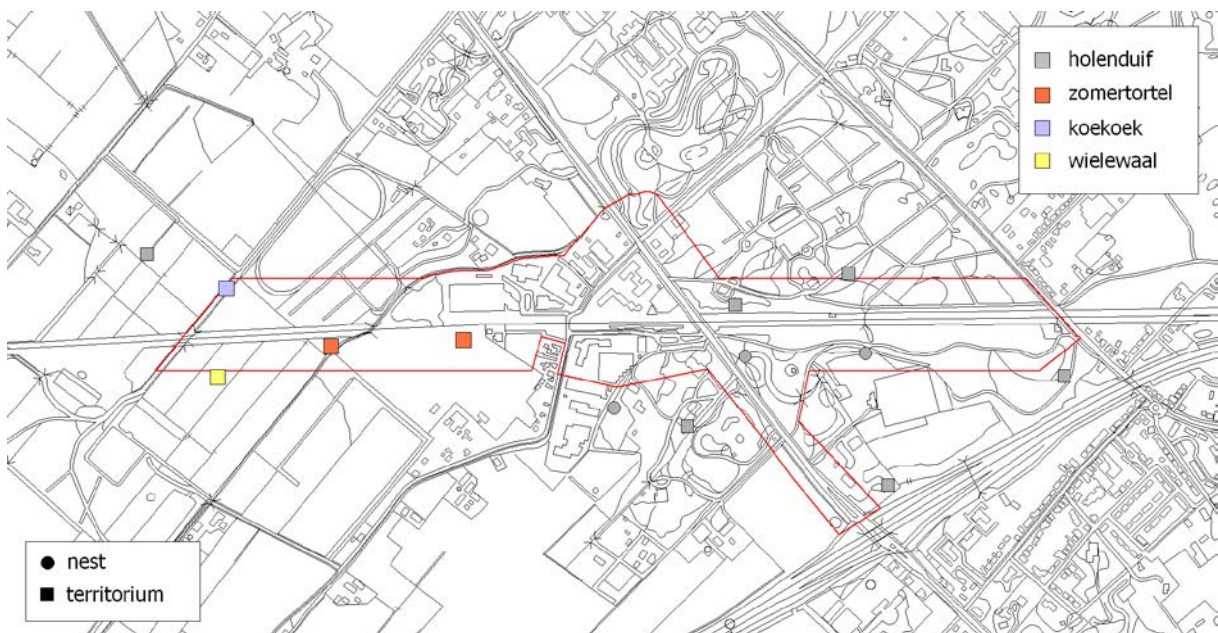 holenduif
zomertortel
koekoek
wielewaal
nest
territorium